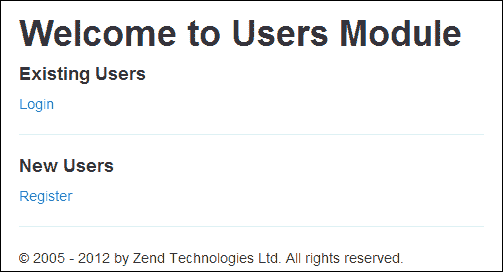 Welcome to Users Module
Existing Users
Login
New Users
Register
© 2005 - 2012 by Zend Technologies Ltd. All rights reserved.